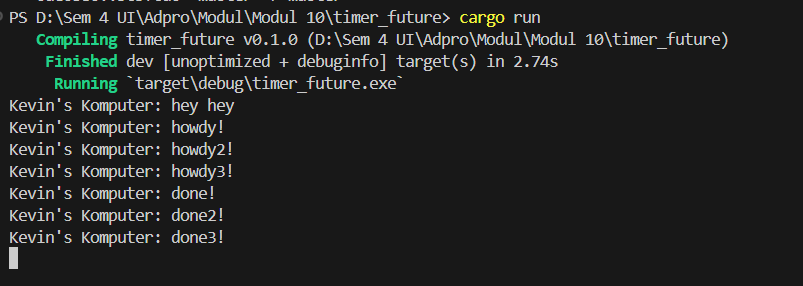 PS D:\Sem 4 UI\Adpro\Modul\Modul 10\timer_future> cargo run
Compiling timer_future v0.1.0 (D:\Sem 4 UI\Adpro\Modul\Modul 10\timer_future)
Finished dev [unoptimized + debuginfo] target(s) in 2.74s
Running `target\debug\timer_future.exe`
Kevin's Komputer: hey hey
Kevin's Komputer: howdy!
Kevin's Komputer: howdy2!
Kevin's Komputer: howdy3!
Kevin's Komputer: done!
Kevin's Komputer: done2!
Kevin's Komputer: done3!